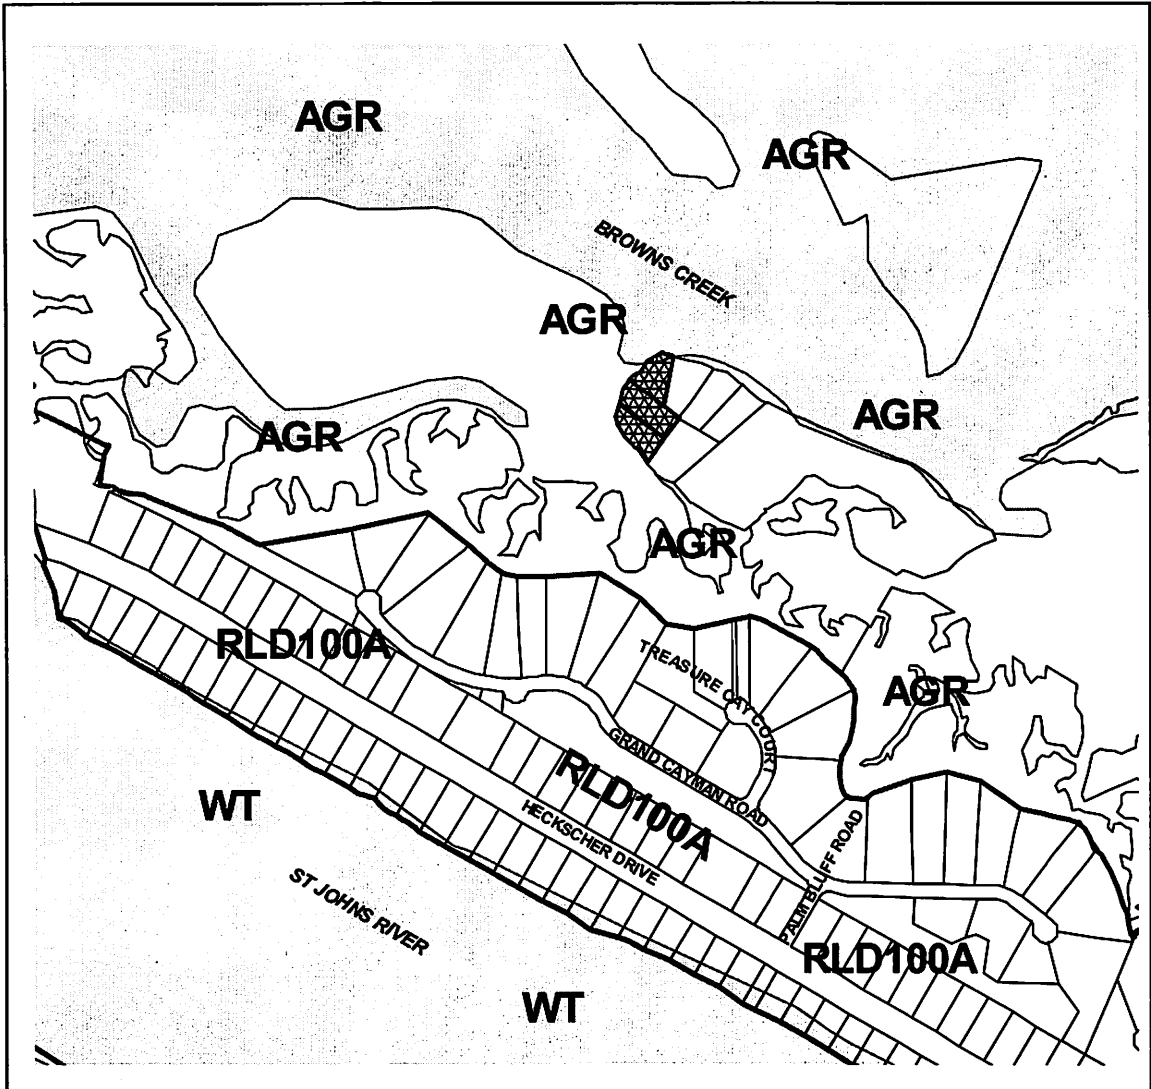 AGR
AGR
BROWNS CREEK
AGR
AGR
AGR
AGR
RLD100A
TREASURE CAY COURT
AGR
GRAND CAYMAN ROAD
RLD100A
WT
HECKSCHER DRIVE
PALM BLUFF ROAD
ST JOHNS RIVER
RLD100A
WT